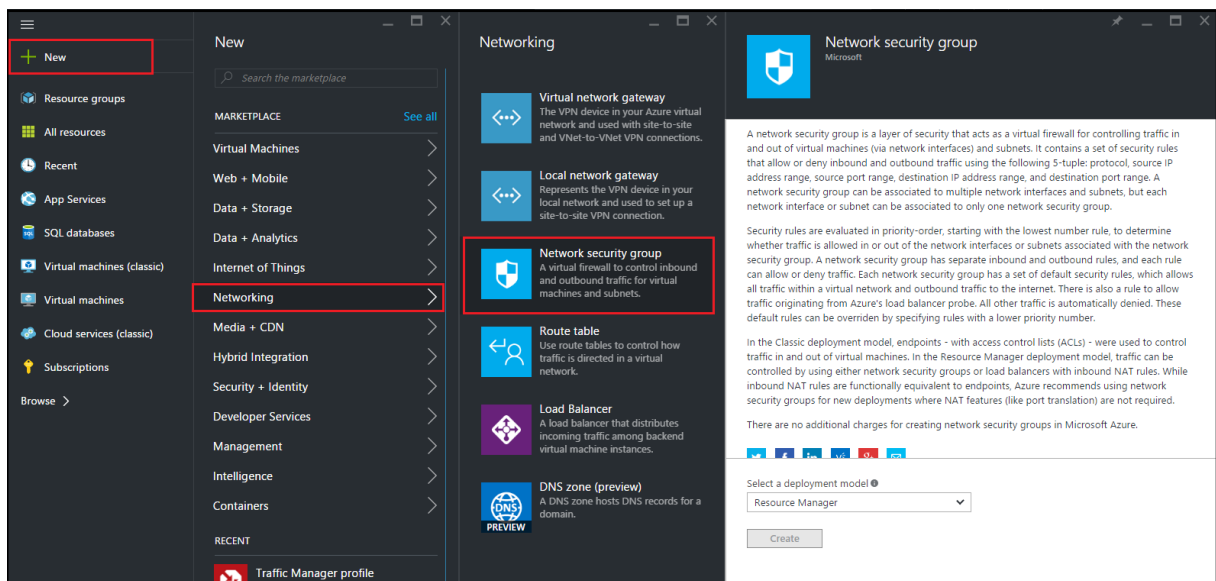 New
Resource groups
All resources
Recent
App Services
SQL databases
Virtual machines (classic)
Virtual machines
Cloud services (classic)
Subscriptions
Browse >
New
Search the marketplace
MARKETPLACE See all
Virtual Machines
Web + Mobile
Data + Storage
Data + Analytics
Internet of Things
Networking
Media + CDN
Hybrid Integration
Security + Identity
Developer Services
Management
Intelligence
Containers
RECENT
Traffic Manager profile
Networking
Virtual network gateway
The VPN device in your Azure virtual
network and used with site-to-site
and VNet-to-VNet VPN connections.
Local network gateway
Represents the VPN device in your
local network and used to set up a
site-to-site VPN connection.
Network security group
A virtual firewall to control inbound
and outbound traffic for virtual
machines and subnets.
Route table
Use route tables to control how
traffic is directed in a virtual
network.
Load Balancer
A load balancer that distributes
incoming traffic among backend
virtual machine instances.
DNS
PREVIEW
DNS zone (preview)
A DNS zone hosts DNS records for a
domain.
Network security group
Microsoft
A network security group is a layer of security that acts as a virtual firewall for controlling traffic in
and out of virtual machines (via network interfaces) and subnets. It contains a set of security rules
that allow or deny inbound and outbound traffic using the following 5-tuple: protocol, source IP
address range, source port range, destination IP address range, and destination port range. A
network security group can be associated to multiple network interfaces and subnets, but each
network interface or subnet can be associated to only one network security group.
Security rules are evaluated in priority-order, starting with the lowest number rule, to determine
whether traffic is allowed in or out of the network interfaces or subnets associated with the network
security group. A network security group has separate inbound and outbound rules, and each rule
can allow or deny traffic. Each network security group has a set of default security rules, which allows
all traffic within a virtual network and outbound traffic to the internet. There is also a rule to allow
traffic originating from Azure's load balancer probe. All other traffic is automatically denied. These
default rules can be overriden by specifying rules with a lower priority number.
In the Classic deployment model, endpoints - with access control lists (ACLs) - were used to control
traffic in and out of virtual machines. In the Resource Manager deployment model, traffic can be
controlled by using either network security groups or load balancers with inbound NAT rules. While
inbound NAT rules are functionally equivalent to endpoints, Azure recommends using network
security groups for new deployments where NAT features (like port translation) are not required.
There are no additional charges for creating network security groups in Microsoft Azure.
Select a deployment model
Resource Manager
Create